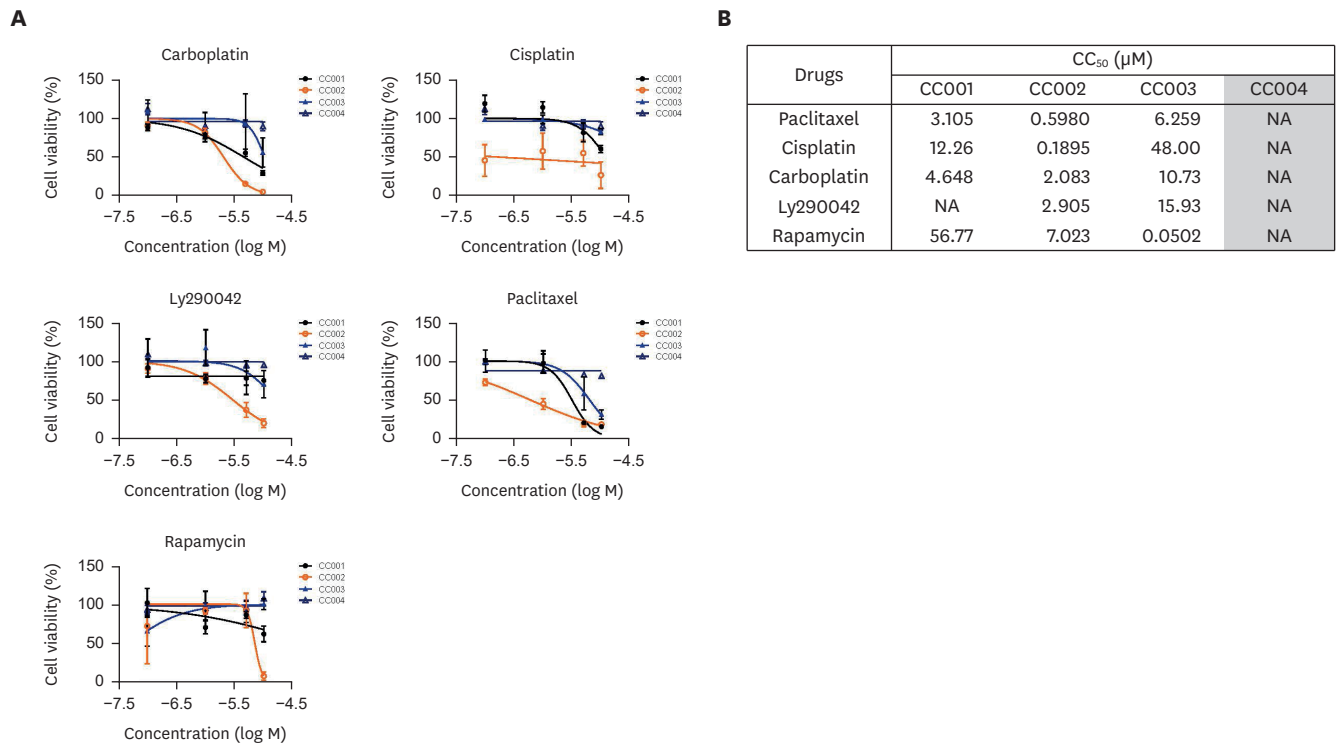 A
Carboplatin
Cell viability (%)
150
100
50
0
−7.5 −6.5 −5.5 −4.5
Concentration (log M)
CC001
CC002
CC003
CC004
Cisplatin
Cell viability (%)
150
100
50
0
−7.5 −6.5 −5.5 −4.5
Concentration (log M)
CC001
CC002
CC003
CC004
Ly290042
Cell viability (%)
150
100
50
0
−7.5 −6.5 −5.5 −4.5
Concentration (log M)
CC001
CC002
CC003
CC004
Paclitaxel
Cell viability (%)
150
100
50
0
−7.5 −6.5 −5.5 −4.5
Concentration (log M)
CC001
CC002
CC003
CC004
Rapamycin
Cell viability (%)
150
100
50
0
−7.5 −6.5 −5.5 −4.5
Concentration (log M)
CC001
CC002
CC003
CC004
B
Drugs CC₅₀ (µM)
CC001 CC002 CC003 CC004
Paclitaxel 3.105 0.5980 6.259 NA
Cisplatin 12.26 0.1895 48.00 NA
Carboplatin 4.648 2.083 10.73 NA
Ly290042 NA 2.905 15.93 NA
Rapamycin 56.77 7.023 0.0502 NA